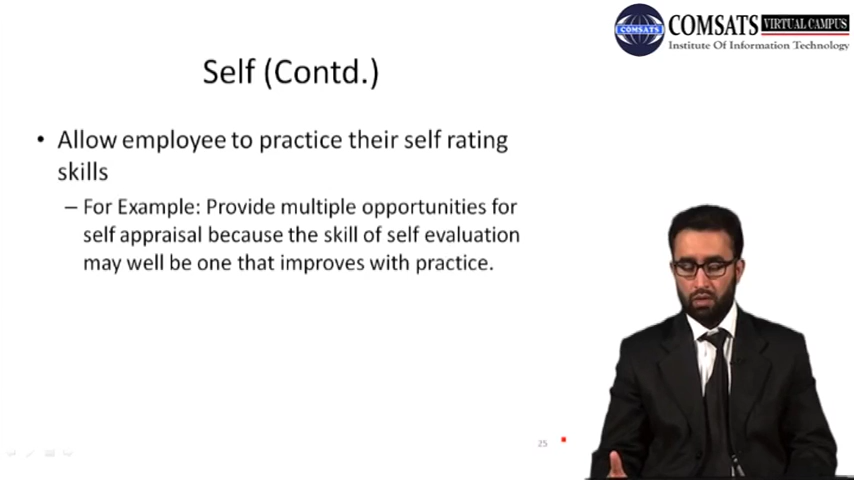 COMSATS VIRTUAL CAMPUS
COMSATS
Institute Of Information Technology
Self (Contd.)
• Allow employee to practice their self rating
skills
– For Example: Provide multiple opportunities for
self appraisal because the skill of self evaluation
may well be one that improves with practice.
25